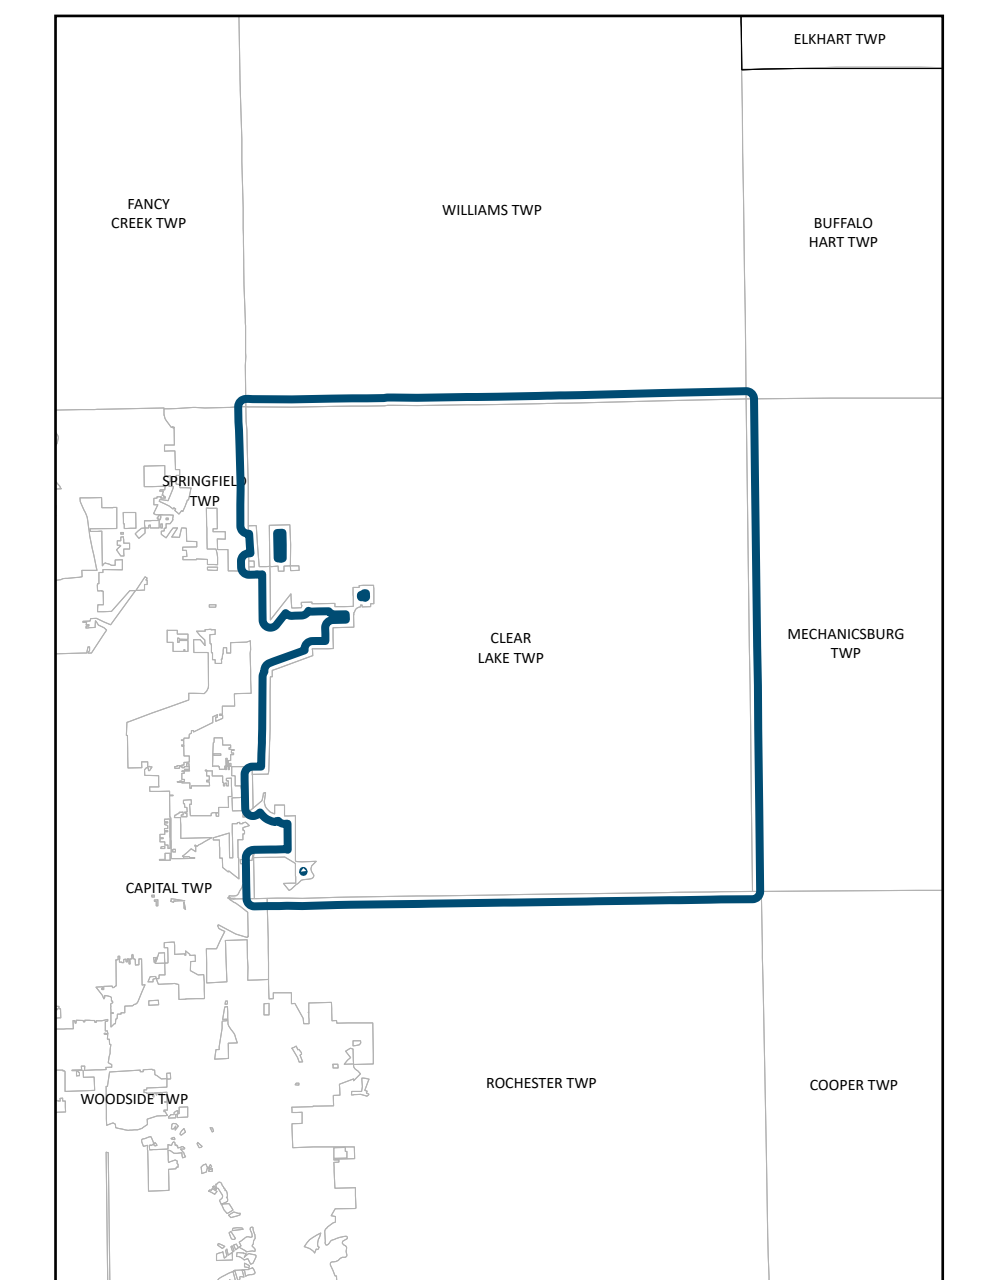 ELKHART TWP
FANCY
CREEK TWP
WILLIAMS TWP
BUFFALO
HART TWP
SPRINGFIELD
TWP
CLEAR
LAKE TWP
MECHANICSBURG
TWP
CAPITAL TWP
ROCHESTER TWP
COOPER TWP
WOODSIDE TWP